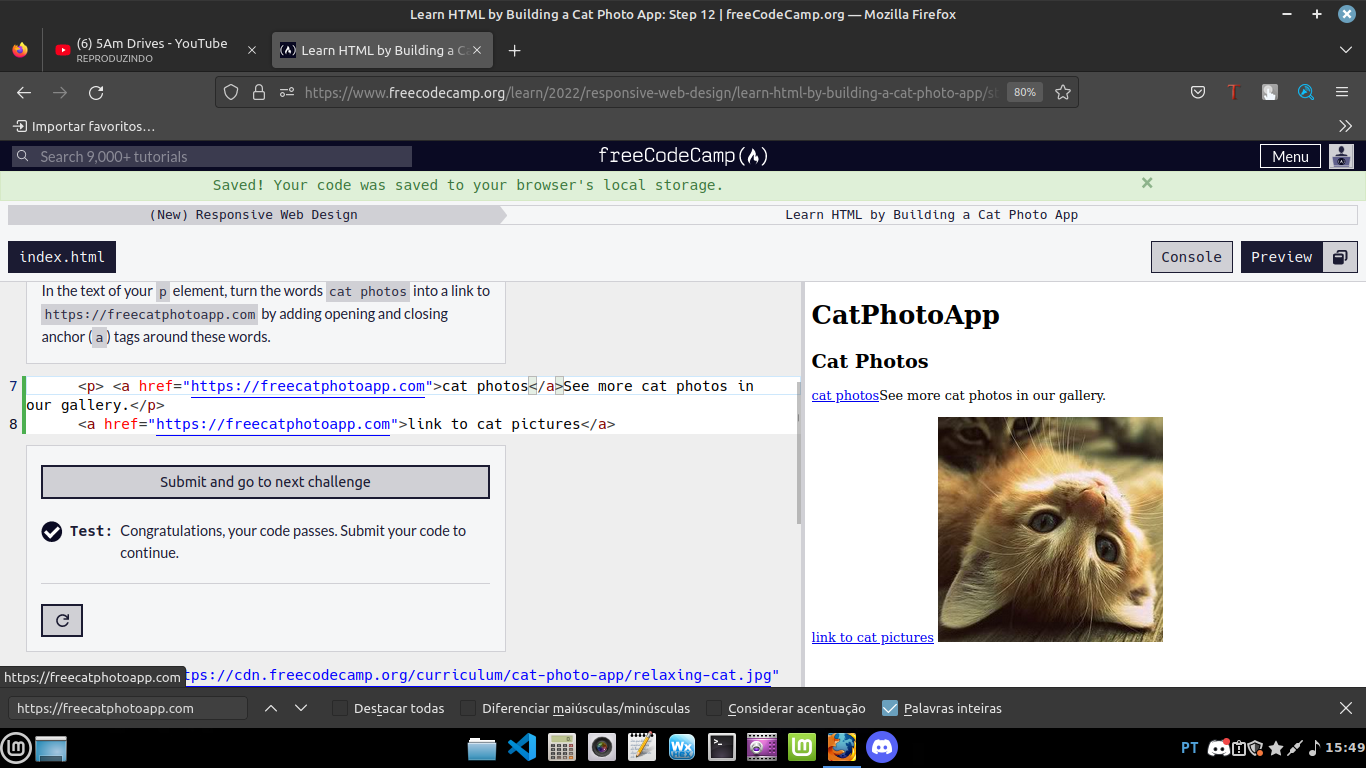 Learn HTML by Building a Cat Photo App: Step 12 | freeCodeCamp.org — Mozilla Firefox
(6) 5Am Drives - YouTube
REPRODUZINDO
Learn HTML by Building a C
https://www.freecodecamp.org/learn/2022/responsive-web-design/learn-html-by-building-a-cat-photo-app/s
80%
Importar favoritos…
Search 9,000+ tutorials
freeCodeCamp
Menu
Saved! Your code was saved to your browser's local storage.
(New) Responsive Web Design
Learn HTML by Building a Cat Photo App
index.html
Console
Preview
In the text of your p element, turn the words cat photos into a link to
https://freecatphotoapp.com by adding opening and closing
anchor (a) tags around these words.
7 <p> <a href="https://freecatphotoapp.com">cat photos</a>See more cat photos in
our gallery.</p>
8 <a href="https://freecatphotoapp.com">link to cat pictures</a>
Submit and go to next challenge
Test: Congratulations, your code passes. Submit your code to
continue.
CatPhotoApp
Cat Photos
cat photosSee more cat photos in our gallery.
link to cat pictures
https://freecatphotoapp.com
tps://cdn.freecodecamp.org/curriculum/cat-photo-app/relaxing-cat.jpg"
https://freecatphotoapp.com
Destacar todas
Diferenciar maiúsculas/minúsculas
Considerar acentuação
Palavras inteiras
PT
15:49